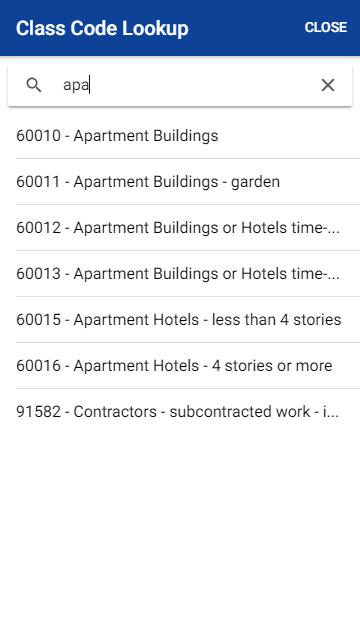 Class Code Lookup
CLOSE
apa
60010 - Apartment Buildings
60011 - Apartment Buildings - garden
60012 - Apartment Buildings or Hotels time-...
60013 - Apartment Buildings or Hotels time-...
60015 - Apartment Hotels - less than 4 stories
60016 - Apartment Hotels - 4 stories or more
91582 - Contractors - subcontracted work - i...